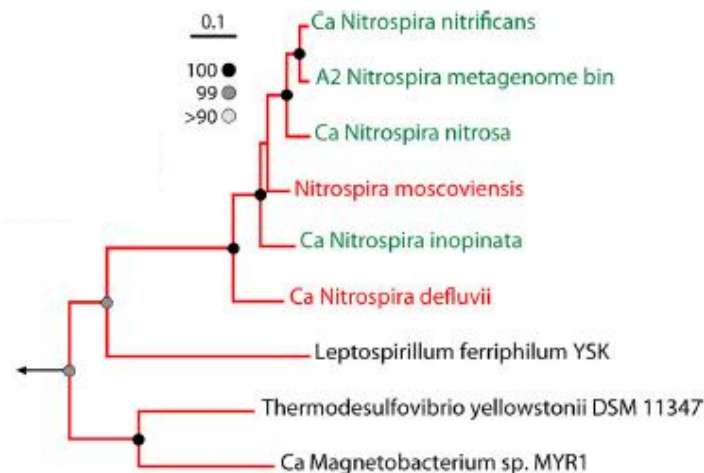 0.1
100
99
>90
Ca Nitrospira nitrificans
A2 Nitrospira metagenome bin
Ca Nitrospira nitrosa
Nitrospira moscoviensis
Ca Nitrospira inopinata
Ca Nitrospira defluvii
Leptospirillum ferriphilum YSK
Thermodesulfovibrio yellowstonii DSM 11347
Ca Magnetobacterium sp. MYR1